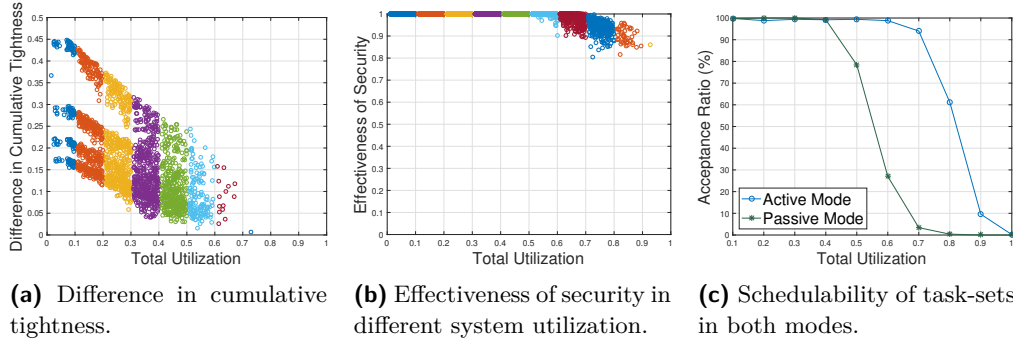 Difference in Cumulative Tightness
0.5
0.45
0.4
0.35
0.3
0.25
0.2
0.15
0.1
0.05
0
0 0.1 0.2 0.3 0.4 0.5 0.6 0.7 0.8 0.9 1
Total Utilization
(a) Difference in cumulative
tightness.
Effectiveness of Security
1
0.9
0.8
0.7
0.6
0.5
0.4
0.3
0.2
0.1
0
0 0.1 0.2 0.3 0.4 0.5 0.6 0.7 0.8 0.9 1
Total Utilization
(b) Effectiveness of security in
different system utilization.
Acceptance Ratio (%)
100
90
80
70
60
50
40
30
20
10
0
Active Mode
Passive Mode
0.1 0.2 0.3 0.4 0.5 0.6 0.7 0.8 0.9 1.0
Total Utilization
(c) Schedulability of task-sets
in both modes.